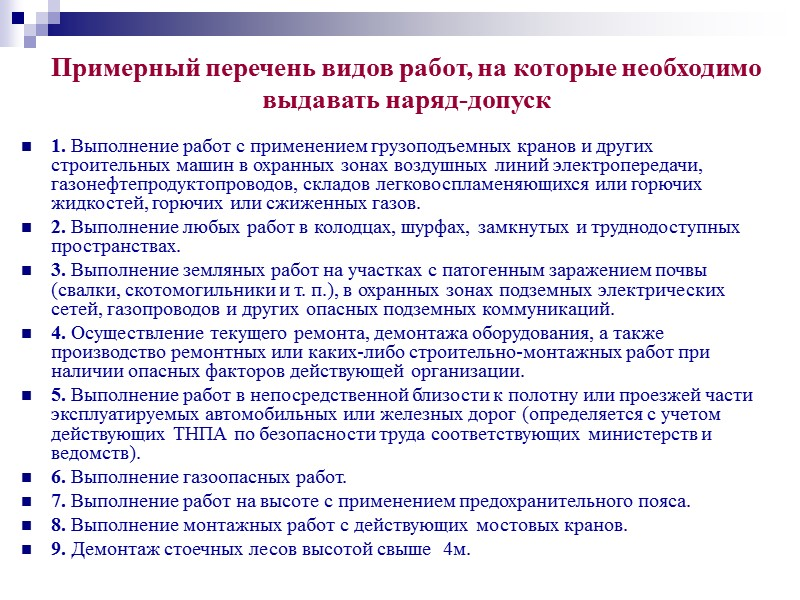 Примерный перечень видов работ, на которые необходимо
выдавать наряд-допуск
1. Выполнение работ с применением грузоподъемных кранов и других
строительных машин в охранных зонах воздушных линий электропередачи,
газонефтепродуктопроводов, складов легковоспламеняющихся или горючих
жидкостей, горючих или сжиженных газов.
2. Выполнение любых работ в колодцах, шурфах, замкнутых и труднодоступных
пространствах.
3. Выполнение земляных работ на участках с патогенным заражением почвы
(свалки, скотомогильники и т. п.), в охранных зонах подземных электрических
сетей, газопроводов и других опасных подземных коммуникаций.
4. Осуществление текущего ремонта, демонтажа оборудования, а также
производство ремонтных или каких-либо строительно-монтажных работ при
наличии опасных факторов действующей организации.
5. Выполнение работ в непосредственной близости к полотну или проезжей части
эксплуатируемых автомобильных или железных дорог (определяется с учетом
действующих ТНПА по безопасности труда соответствующих министерств и
ведомств).
6. Выполнение газоопасных работ.
7. Выполнение работ на высоте с применением предохранительного пояса.
8. Выполнение монтажных работ с действующих мостовых кранов.
9. Демонтаж стоечных лесов высотой свыше 4м.